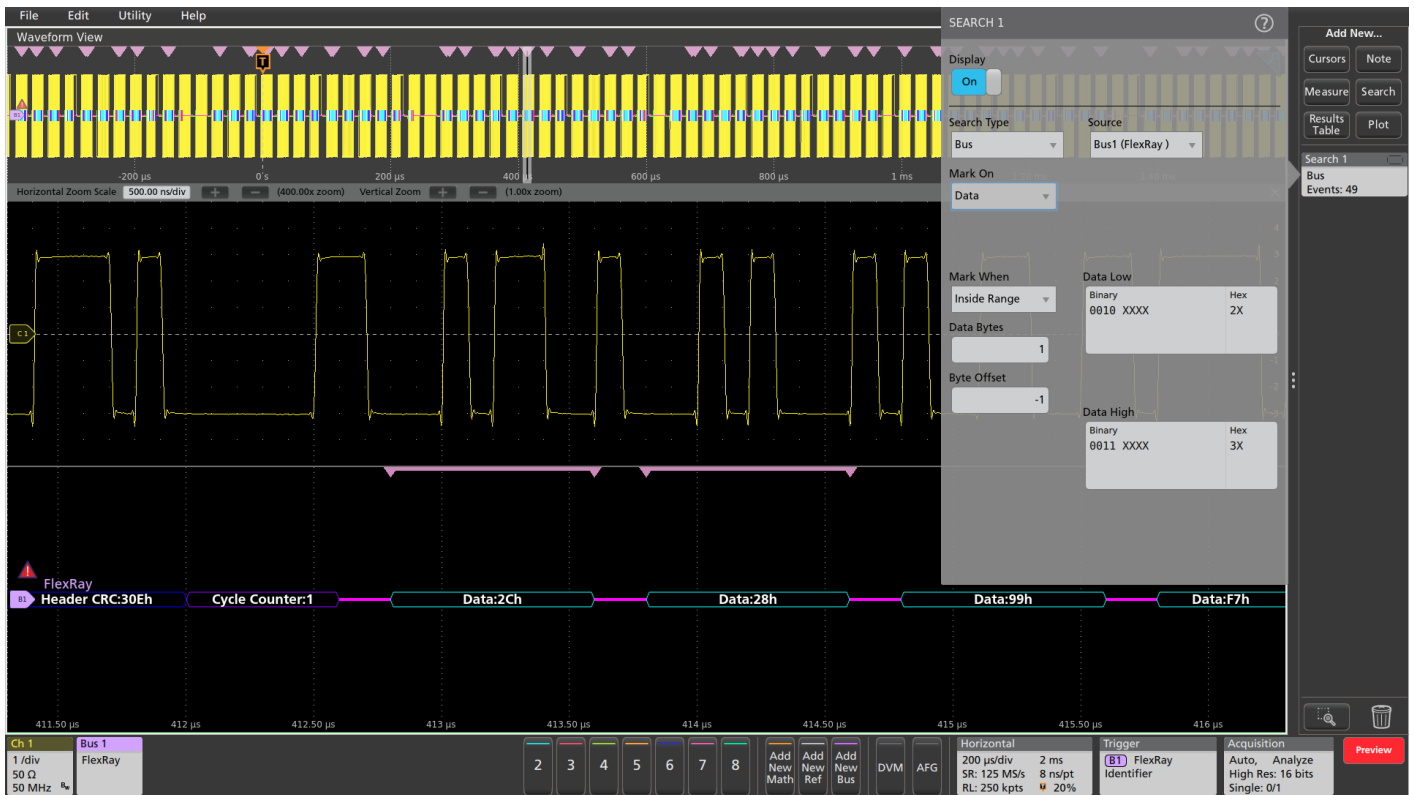 File Edit Utility Help
Waveform View
T
B1
-200 µs 0 s 200 µs 400 µs 600 µs 800 µs 1 ms
Horizontal Zoom Scale 500.00 ns/div + — (400.00x zoom) Vertical Zoom + — (1.00x zoom)
C1
FlexRay
B1 Header CRC:30Eh Cycle Counter:1 Data:2Ch Data:28h Data:99h Data:F7h
411.50 µs 412 µs 412.50 µs 413 µs 413.50 µs 414 µs 414.50 µs 415 µs 415.50 µs 416 µs
SEARCH 1 ?
Display
On
Search Type Source
Bus Bus1 (FlexRay )
Mark On
Data
Mark When Data Low
Inside Range Binary Hex
0010 XXXX 2X
Data Bytes
1
Byte Offset
-1
Data High
Binary Hex
0011 XXXX 3X
4
3
2
-1
-2
Add New...
Cursors Note
Measure Search
Results
Table
Plot
Search 1
Bus
Events: 49
Ch 1
1 /div
50 Ω
50 MHz Bw
Bus 1
FlexRay
2 3 4 5 6 7 8
Add
New
Math
Add
New
Ref
Add
New
Bus
DVM AFG
Horizontal
200 µs/div 2 ms
SR: 125 MS/s 8 ns/pt
RL: 250 kpts 20%
Trigger
B1 FlexRay
Identifier
Acquisition
Auto, Analyze
High Res: 16 bits
Single: 0/1
Preview